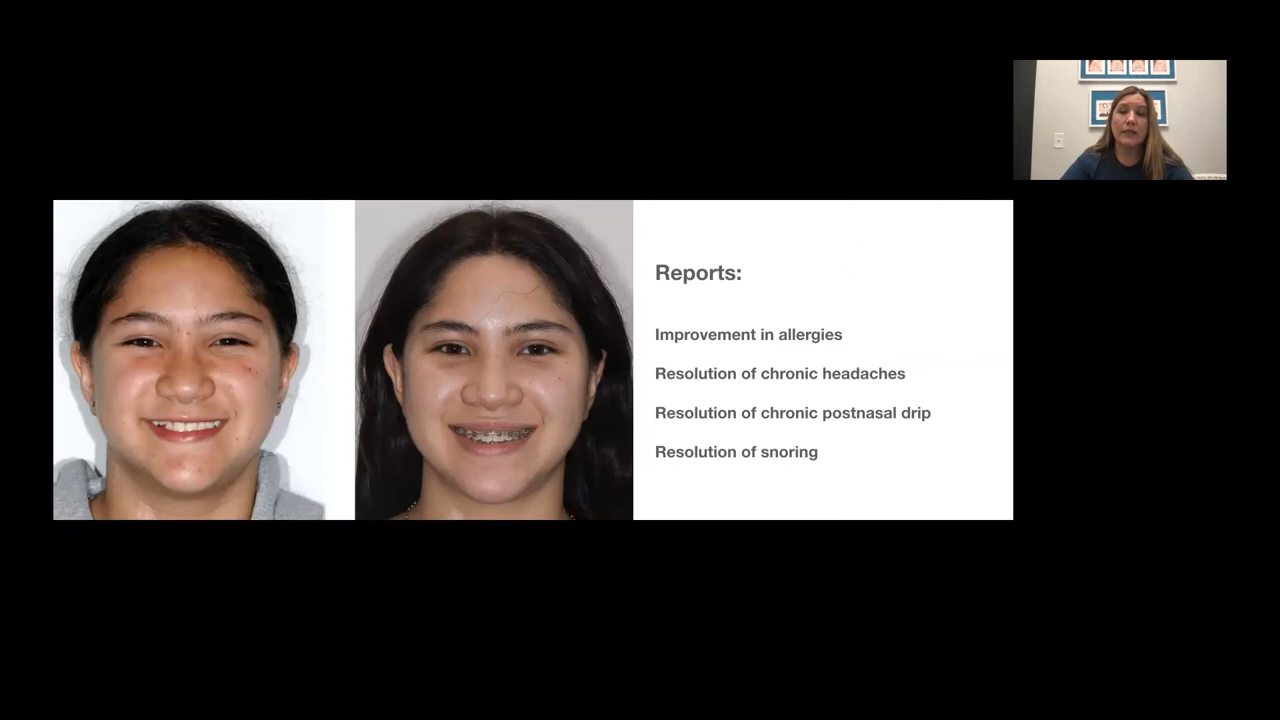 Reports:
Improvement in allergies
Resolution of chronic headaches
Resolution of chronic postnasal drip
Resolution of snoring